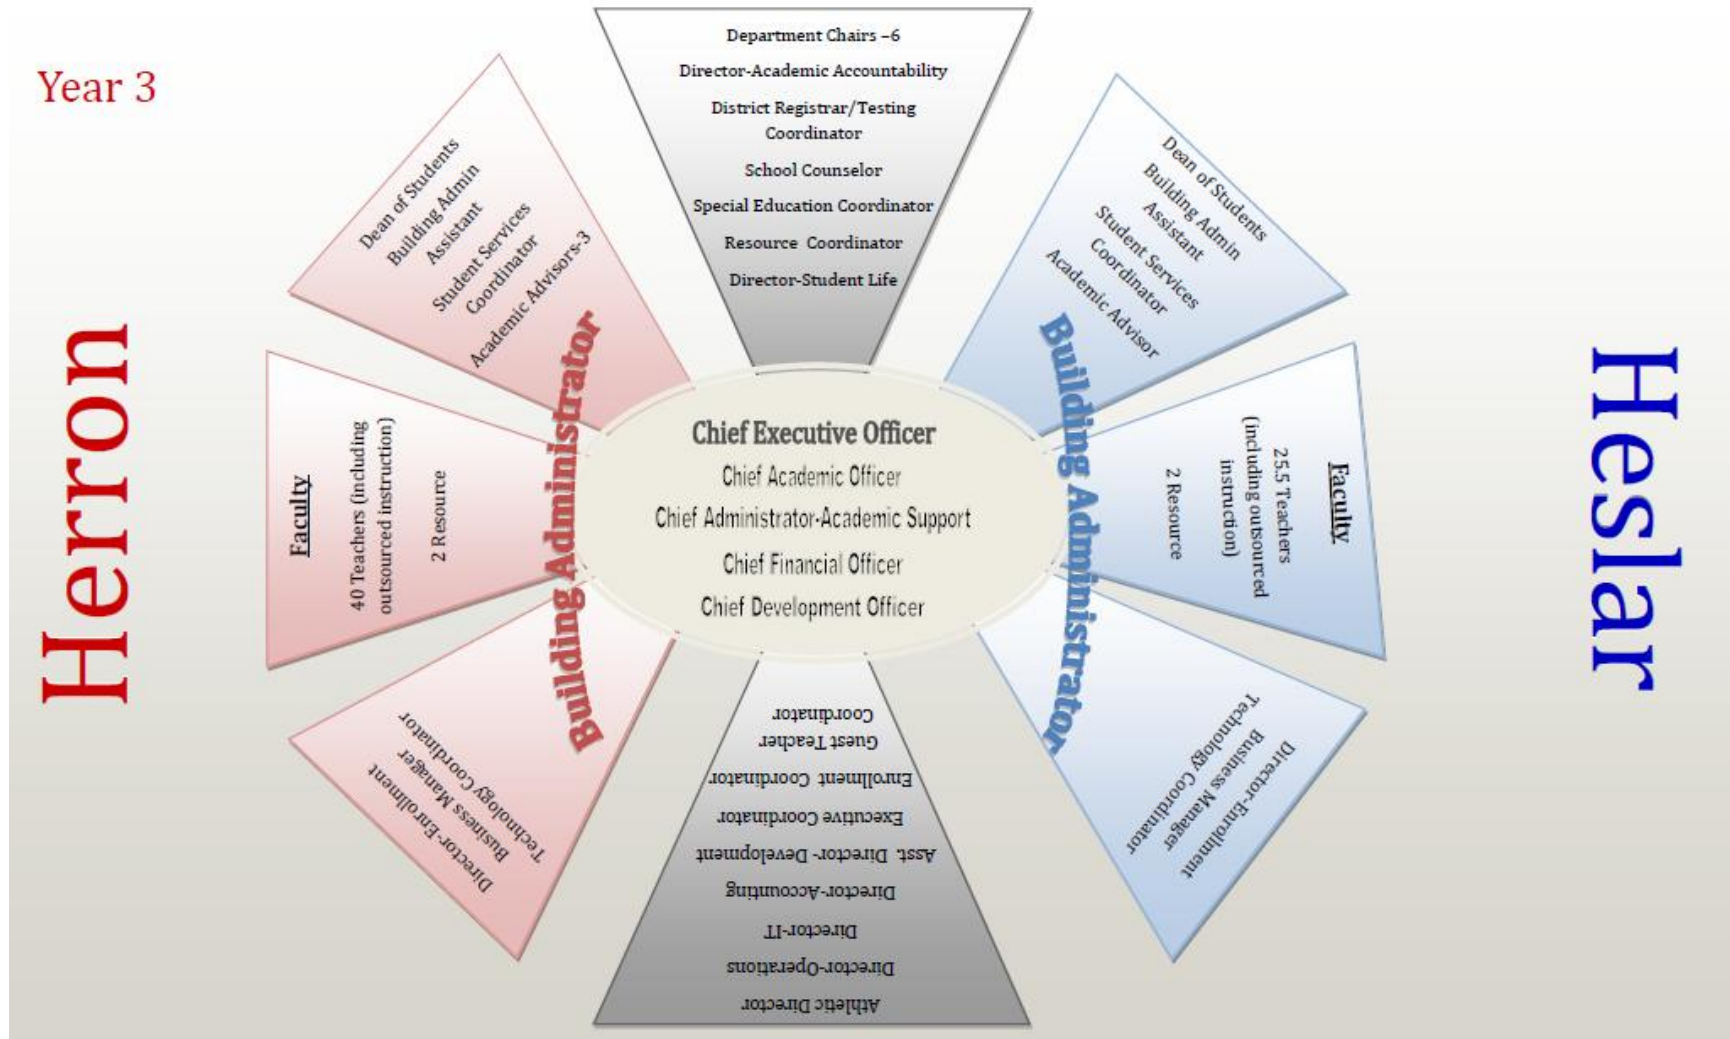 Year 3
Herron
Heslar
Department Chairs –6
Director-Academic Accountability
District Registrar/Testing
Coordinator
School Counselor
Special Education Coordinator
Resource Coordinator
Director-Student Life
Dean of Students
Building Admin
Assistant
Student Services
Coordinator
Academic Advisors-3
Building Administrator
Faculty
40 Teachers (including
outsourced instruction)
2 Resource
Director-Enrollment
Business Manager
Technology Coordinator
Chief Executive Officer
Chief Academic Officer
Chief Administrator-Academic Support
Chief Financial Officer
Chief Development Officer
Dean of Students
Building Admin
Assistant
Student Services
Coordinator
Academic Advisor
Building Administrator
Faculty
25.5 Teachers
(including outsourced
instruction)
2 Resource
Director-Enrollment
Business Manager
Technology Coordinator
Athletic Director
Director-Operations
Director-IT
Director-Accounting
Asst. Director- Development
Executive Coordinator
Enrollment Coordinator
Guest Teacher
Coordinator